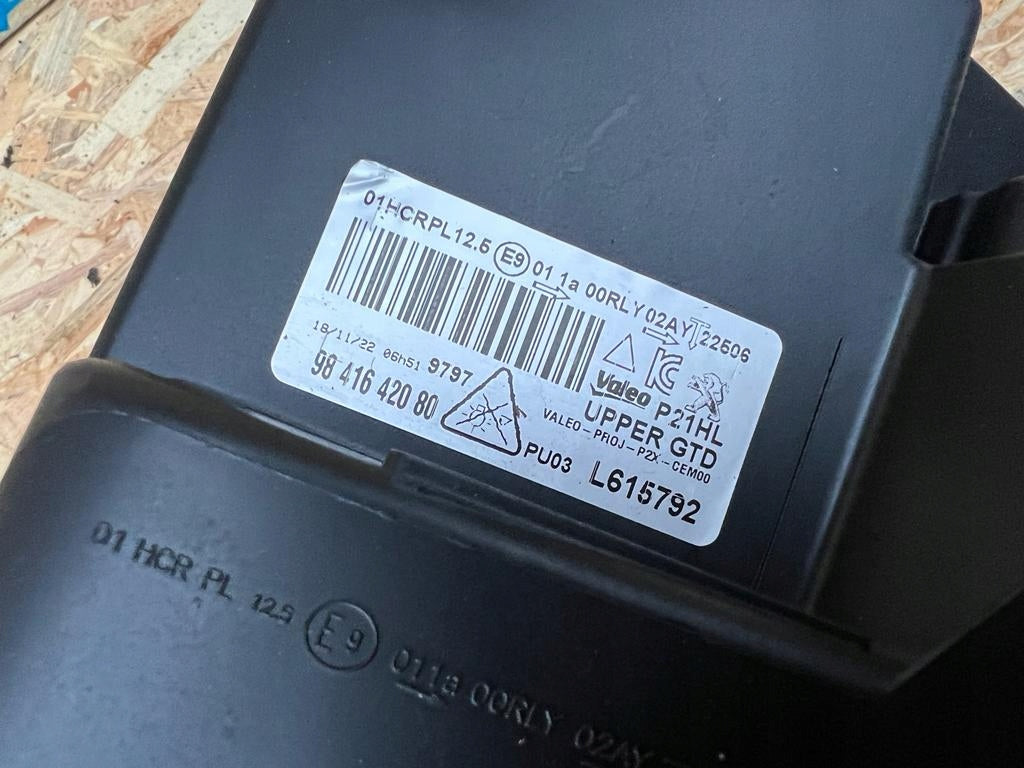 01HCRPL12.5 E9 01 1a 00RLY 02AY 22506
18/11/22 06h51 9797
98 416 420 80
Valeo P21HL
UPPER GTD
VALEO-PROJ-P2X-CEM00
PU03 L615792
01 HCR PL 12.5 E9 011a 00RLY 02AY